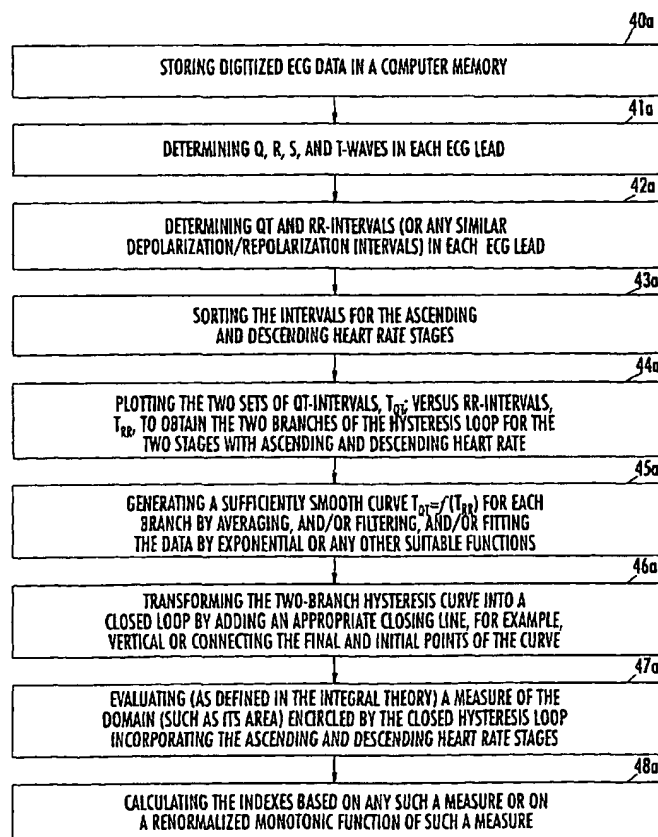 40a
STORING DIGITIZED ECG DATA IN A COMPUTER MEMORY
41a
DETERMINING Q, R, S, AND T-WAVES IN EACH ECG LEAD
42a
DETERMINING QT AND RR-INTERVALS (OR ANY SIMILAR
DEPOLARIZATION/REPOLARIZATION INTERVALS) IN EACH ECG LEAD
43a
SORTING THE INTERVALS FOR THE ASCENDING
AND DESCENDING HEART RATE STAGES
44a
PLOTTING THE TWO SETS OF QT-INTERVALS, T_QT, VERSUS RR-INTERVALS,
T_RR, TO OBTAIN THE TWO BRANCHES OF THE HYSTERESIS LOOP FOR THE
TWO STAGES WITH ASCENDING AND DESCENDING HEART RATE
45a
GENERATING A SUFFICIENTLY SMOOTH CURVE T_QT=f(T_RR) FOR EACH
BRANCH BY AVERAGING, AND/OR FILTERING, AND/OR FITTING
THE DATA BY EXPONENTIAL OR ANY OTHER SUITABLE FUNCTIONS
46a
TRANSFORMING THE TWO-BRANCH HYSTERESIS CURVE INTO A
CLOSED LOOP BY ADDING AN APPROPRIATE CLOSING LINE, FOR EXAMPLE,
VERTICAL OR CONNECTING THE FINAL AND INITIAL POINTS OF THE CURVE
47a
EVALUATING (AS DEFINED IN THE INTEGRAL THEORY) A MEASURE OF THE
DOMAIN (SUCH AS ITS AREA) ENCIRCLED BY THE CLOSED HYSTERESIS LOOP
INCORPORATING THE ASCENDING AND DESCENDING HEART RATE STAGES
48a
CALCULATING THE INDEXES BASED ON ANY SUCH A MEASURE OR ON
A RENORMALIZED MONOTONIC FUNCTION OF SUCH A MEASURE